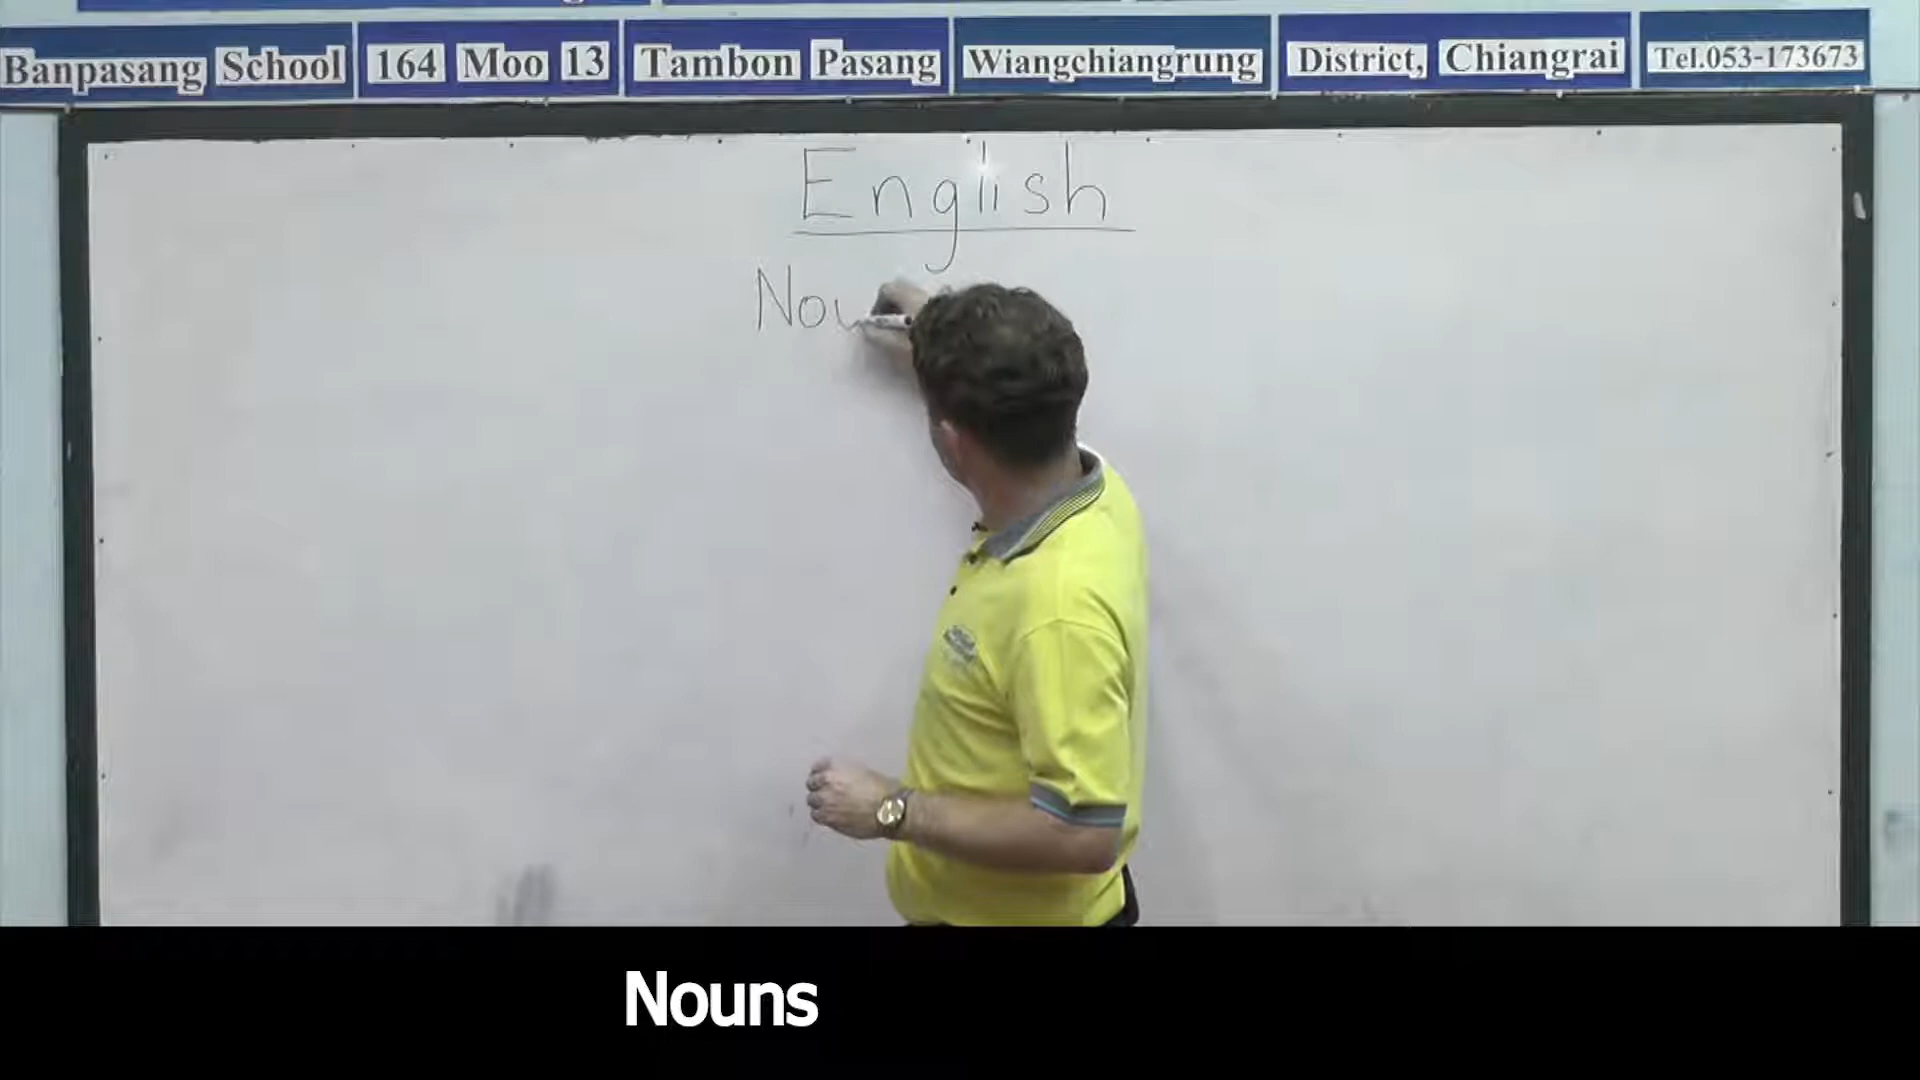 Banpasang School 164 Moo 13 Tambon Pasang Wiangchiangrung District, Chiangrai Tel.053-173673
English
Nou
Nouns